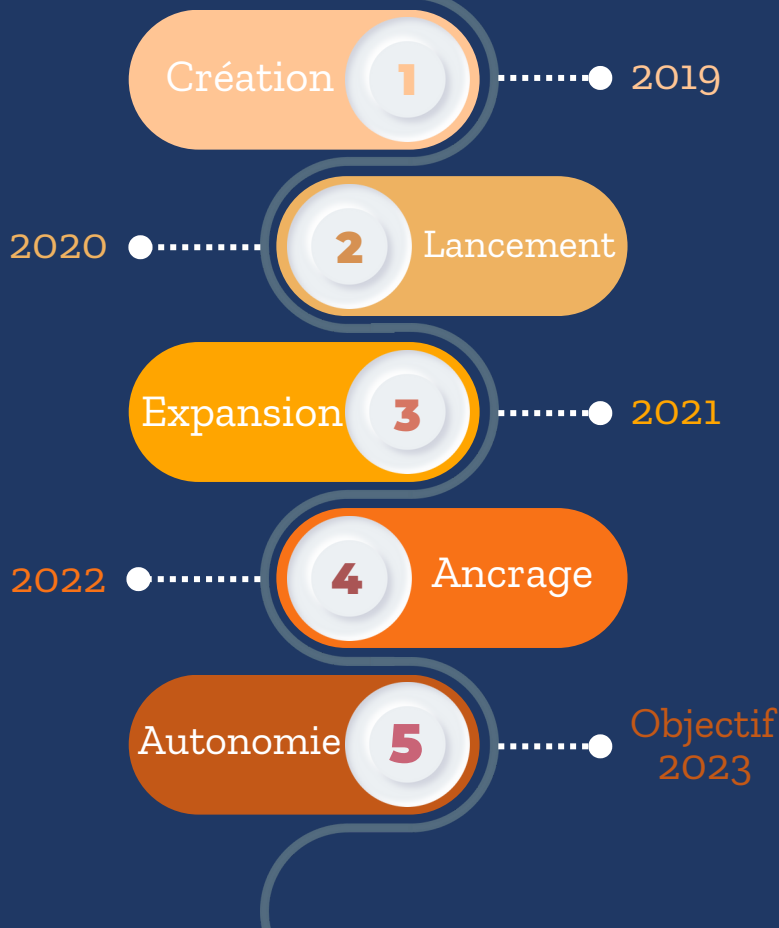 Création 1 2019
2020 2 Lancement
Expansion 3 2021
2022 4 Ancrage
Autonomie 5 Objectif
2023